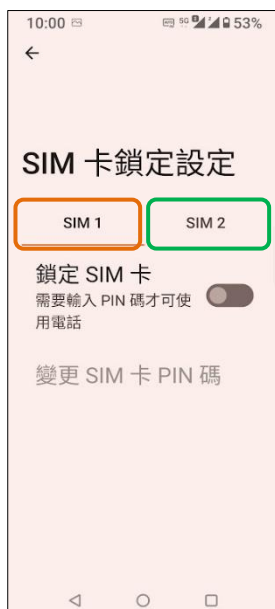 10:00 5G 53%
SIM 卡鎖定設定
SIM 1 SIM 2
鎖定 SIM 卡
需要輸入 PIN 碼才可使
用電話
變更 SIM 卡 PIN 碼